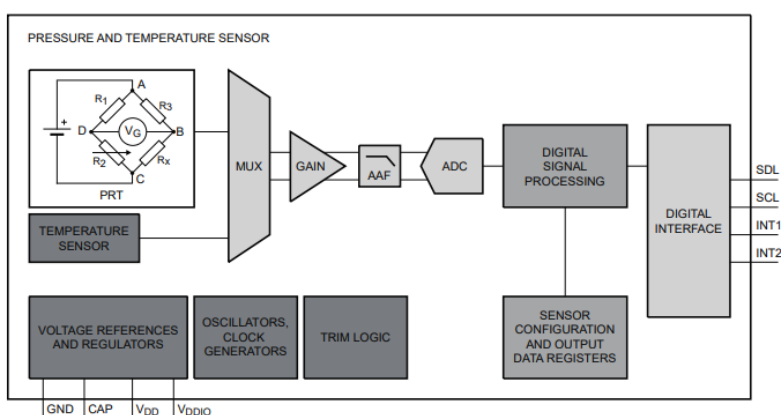 PRESSURE AND TEMPERATURE SENSOR
A
R1
R3
D
VG
B
R2
Rx
C
PRT
TEMPERATURE
SENSOR
MUX
GAIN
AAF
ADC
DIGITAL
SIGNAL
PROCESSING
DIGITAL
INTERFACE
SDL
SCL
INT1
INT2
VOLTAGE REFERENCES
AND REGULATORS
OSCILLATORS,
CLOCK
GENERATORS
TRIM LOGIC
SENSOR
CONFIGURATION
AND OUTPUT
DATA REGISTERS
GND
CAP
VDD
VDDIO